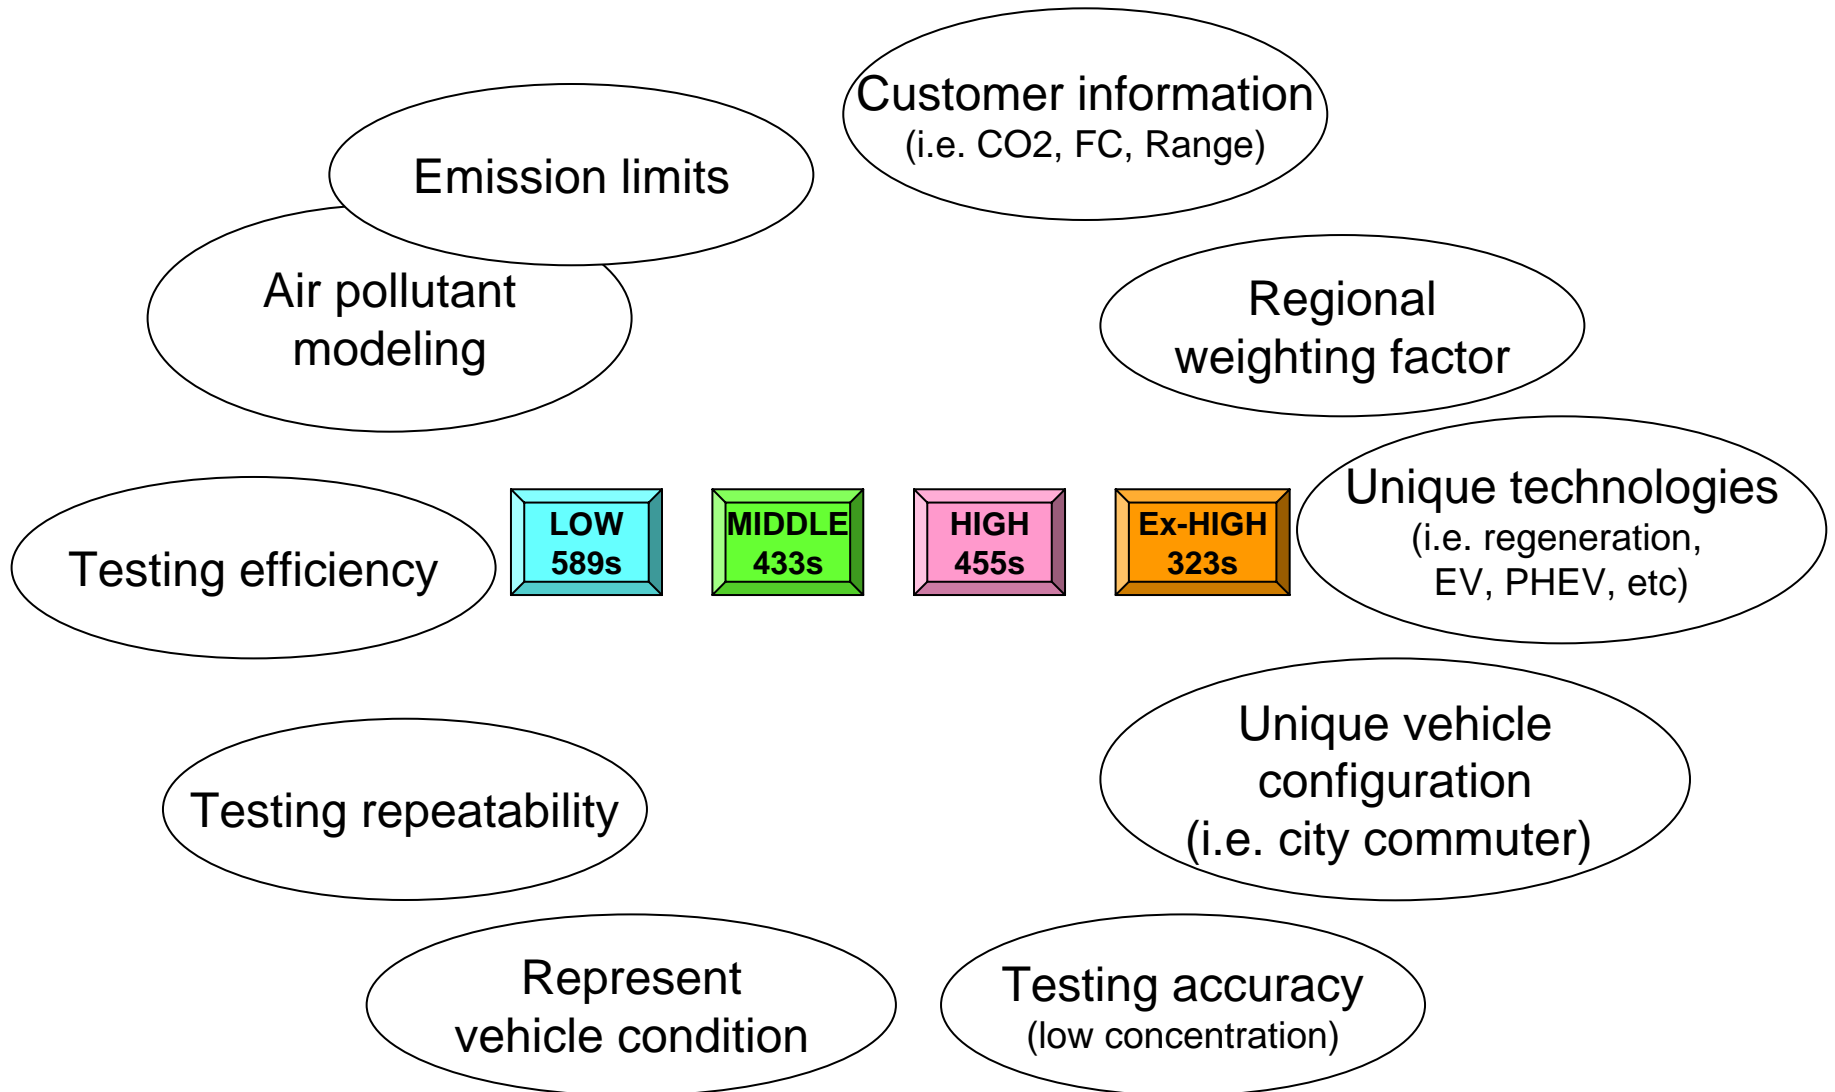 Customer information
(i.e. CO2, FC, Range)
Emission limits
Air pollutant
modeling
Regional
weighting factor
Unique technologies
(i.e. regeneration,
EV, PHEV, etc)
Testing efficiency
LOW
589s
MIDDLE
433s
HIGH
455s
Ex-HIGH
323s
Unique vehicle
configuration
(i.e. city commuter)
Testing repeatability
Represent
vehicle condition
Testing accuracy
(low concentration)